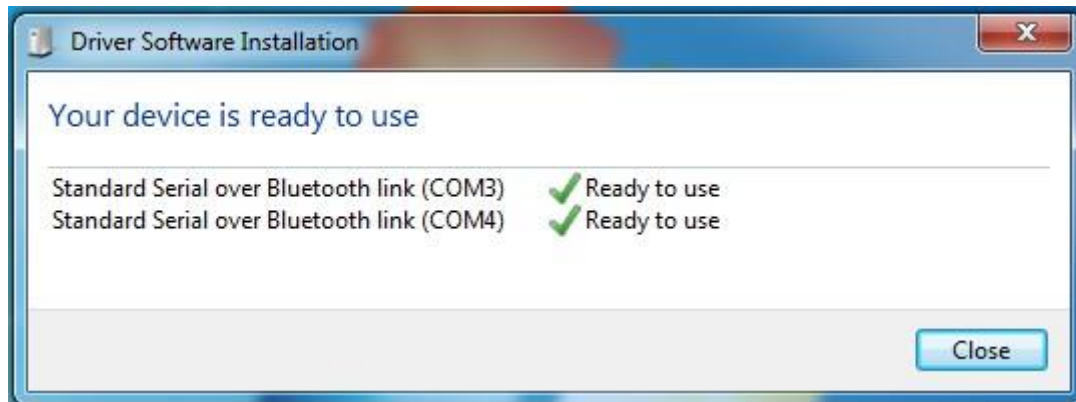 Driver Software Installation
Your device is ready to use
Standard Serial over Bluetooth link (COM3) Ready to use
Standard Serial over Bluetooth link (COM4) Ready to use
Close